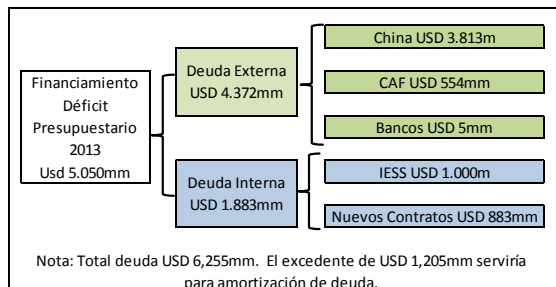 Financiamiento
Déficit
Presupuestario
2013
Usd 5.050mm
Deuda Externa
USD 4.372mm
China USD 3.813m
CAF USD 554mm
Bancos USD 5mm
Deuda Interna
USD 1.883mm
IESS USD 1.000m
Nuevos Contratos USD 883mm
Nota: Total deuda USD 6,255mm. El excedente de USD 1,205mm serviría
para amortización de deuda.